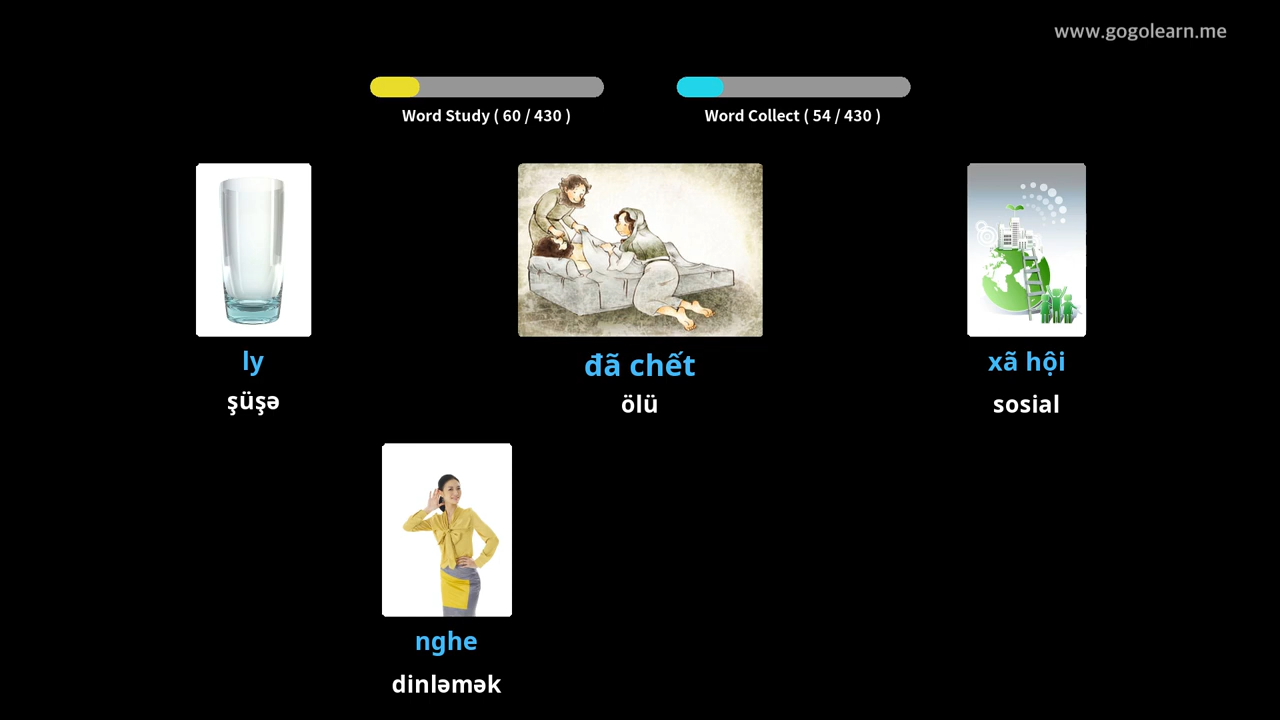 www.gogolearn.me
Word Study ( 60 / 430 )
Word Collect ( 54 / 430 )
ly
şüşə
đã chết
ölü
xã hội
sosial
nghe
dinləmək